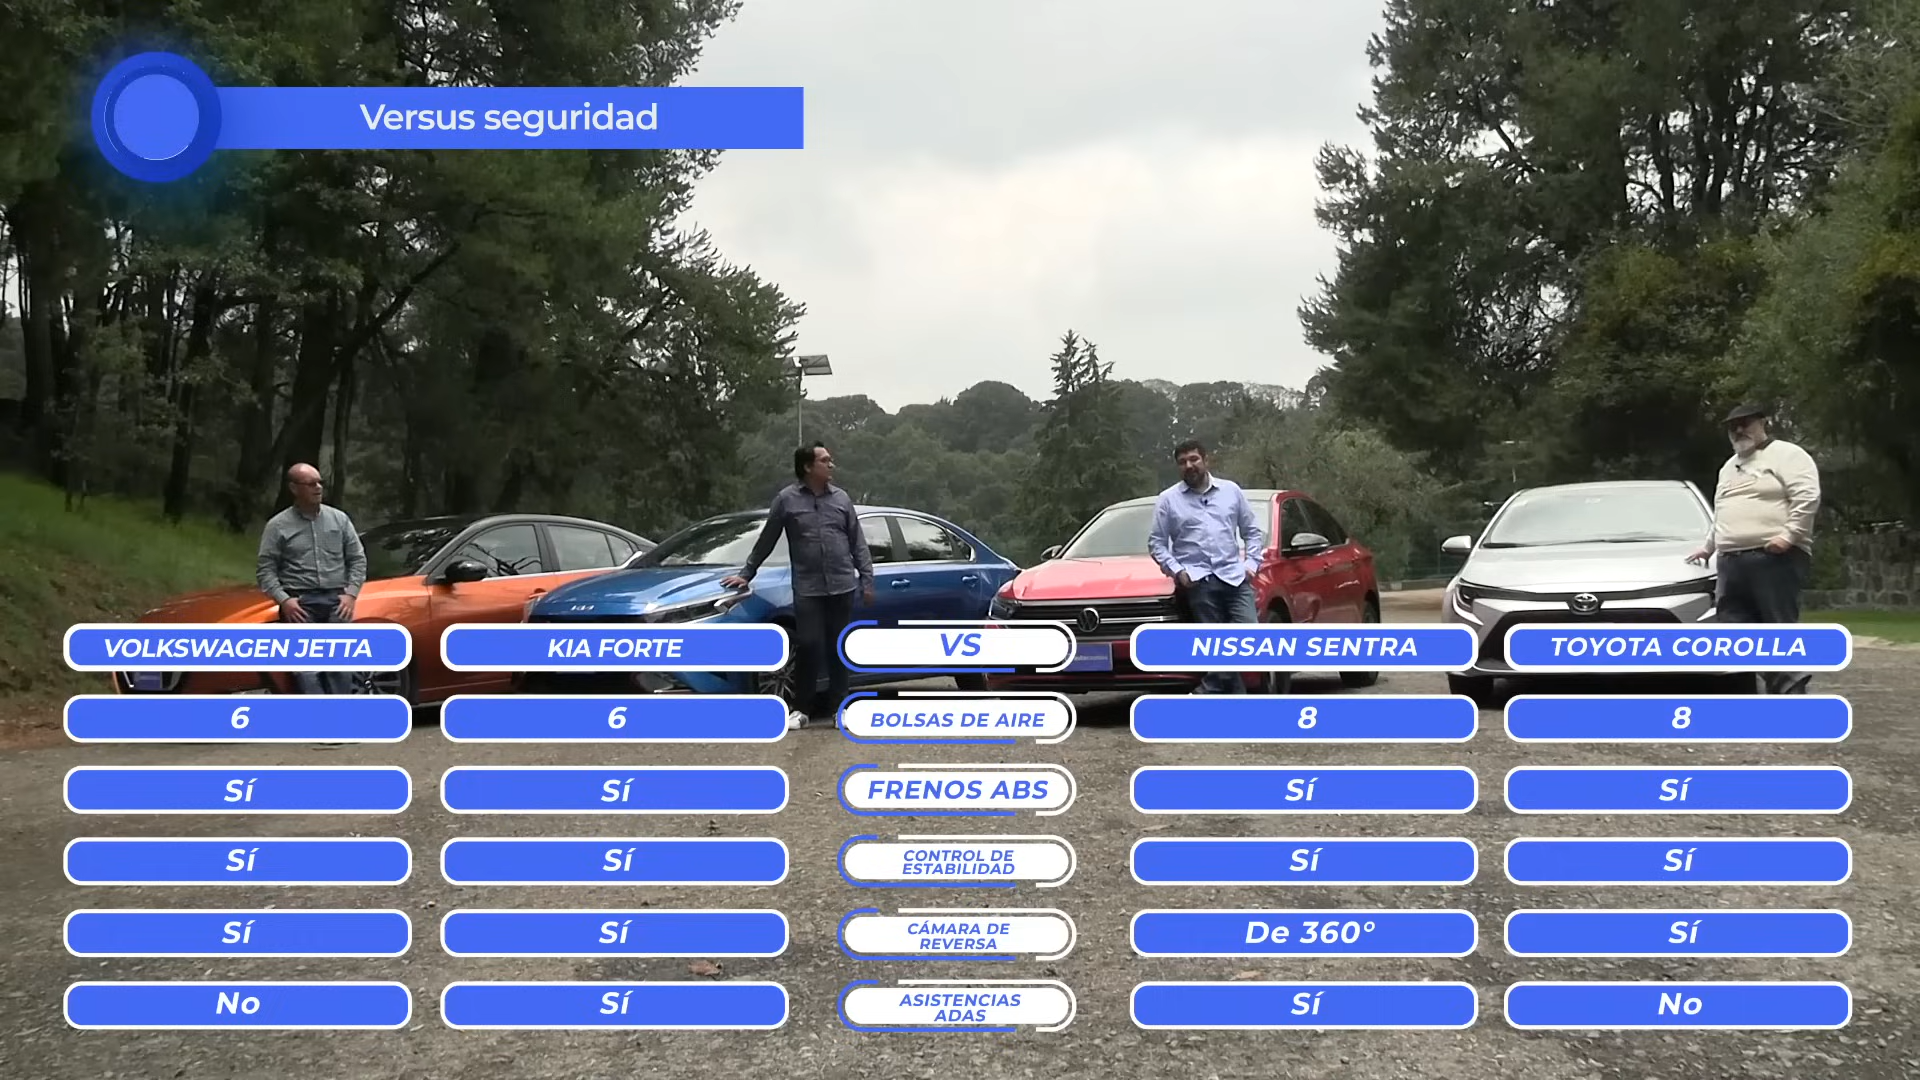 Versus seguridad
VOLKSWAGEN JETTA
KIA FORTE
VS
NISSAN SENTRA
TOYOTA COROLLA
6
6
BOLSAS DE AIRE
8
8
Sí
Sí
FRENOS ABS
Sí
Sí
Sí
Sí
CONTROL DE
ESTABILIDAD
Sí
Sí
Sí
Sí
CÁMARA DE
REVERSA
De 360°
Sí
No
Sí
ASISTENCIAS
ADAS
Sí
No